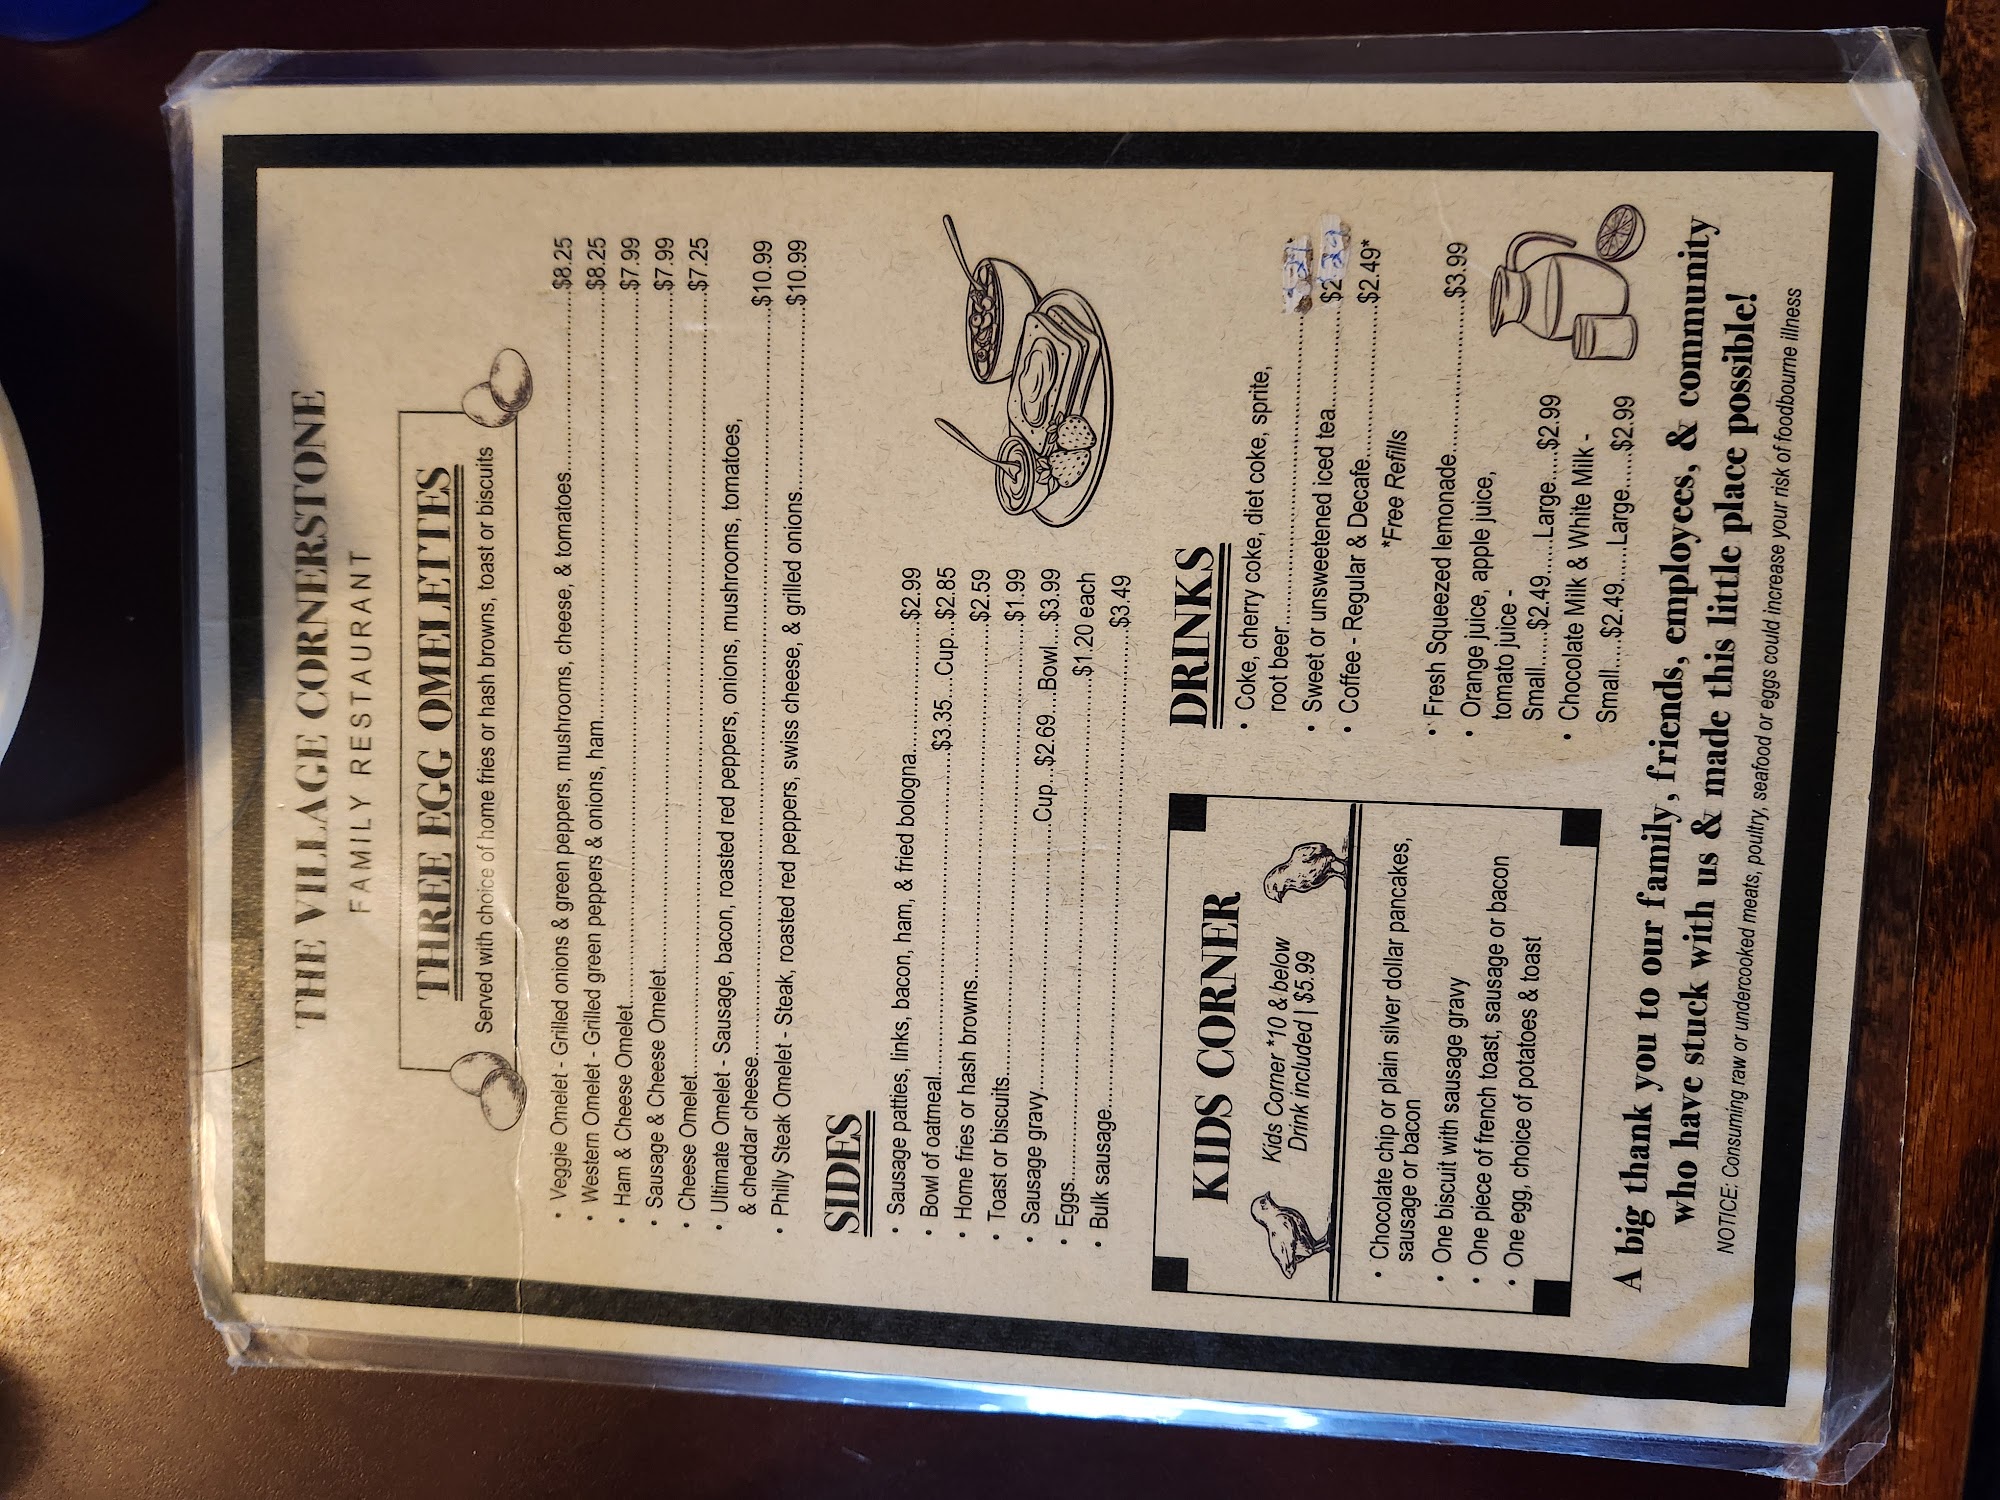 THE VILLAGE CORNERSTONE
FAMILY RESTAURANT
THREE EGG OMELETTES
Served with choice of home fries or hash browns, toast or biscuits
• Veggie Omelet - Grilled onions & green peppers, mushrooms, cheese, & tomatoes......$8.25
• Western Omelet - Grilled green peppers & onions, ham......$8.25
• Ham & Cheese Omelet......$7.99
• Sausage & Cheese Omelet......$7.99
• Cheese Omelet......$7.25
• Ultimate Omelet - Sausage, bacon, roasted red peppers, onions, mushrooms, tomatoes,
& cheddar cheese......$10.99
• Philly Steak Omelet - Steak, roasted red peppers, swiss cheese, & grilled onions......$10.99
SIDES
• Sausage patties, links, bacon, ham, & fried bologna......$2.99
• Bowl of oatmeal......$3.35....Cup...$2.85
• Home fries or hash browns......$2.59
• Toast or biscuits......$1.99
• Sausage gravy......Cup...$2.69...Bowl...$3.99
• Eggs......$1.20 each
• Bulk sausage......$3.49
KIDS CORNER
Kids Corner *10 & below
Drink included | $5.99
• Chocolate chip or plain silver dollar pancakes,
sausage or bacon
• One biscuit with sausage gravy
• One piece of french toast, sausage or bacon
• One egg, choice of potatoes & toast
DRINKS
• Coke, cherry coke, diet coke, sprite,
root beer......
• Sweet or unsweetened iced tea......
• Coffee - Regular & Decafe......$2.49*
*Free Refills
• Fresh Squeezed lemonade......$3.99
• Orange juice, apple juice,
tomato juice -
Small.....$2.49......Large.....$2.99
• Chocolate Milk & White Milk -
Small.....$2.49......Large......$2.99
A big thank you to our family, friends, employees, & community
who have stuck with us & made this little place possible!
NOTICE: Consuming raw or undercooked meats, poultry, seafood or eggs could increase your risk of foodbourne illness